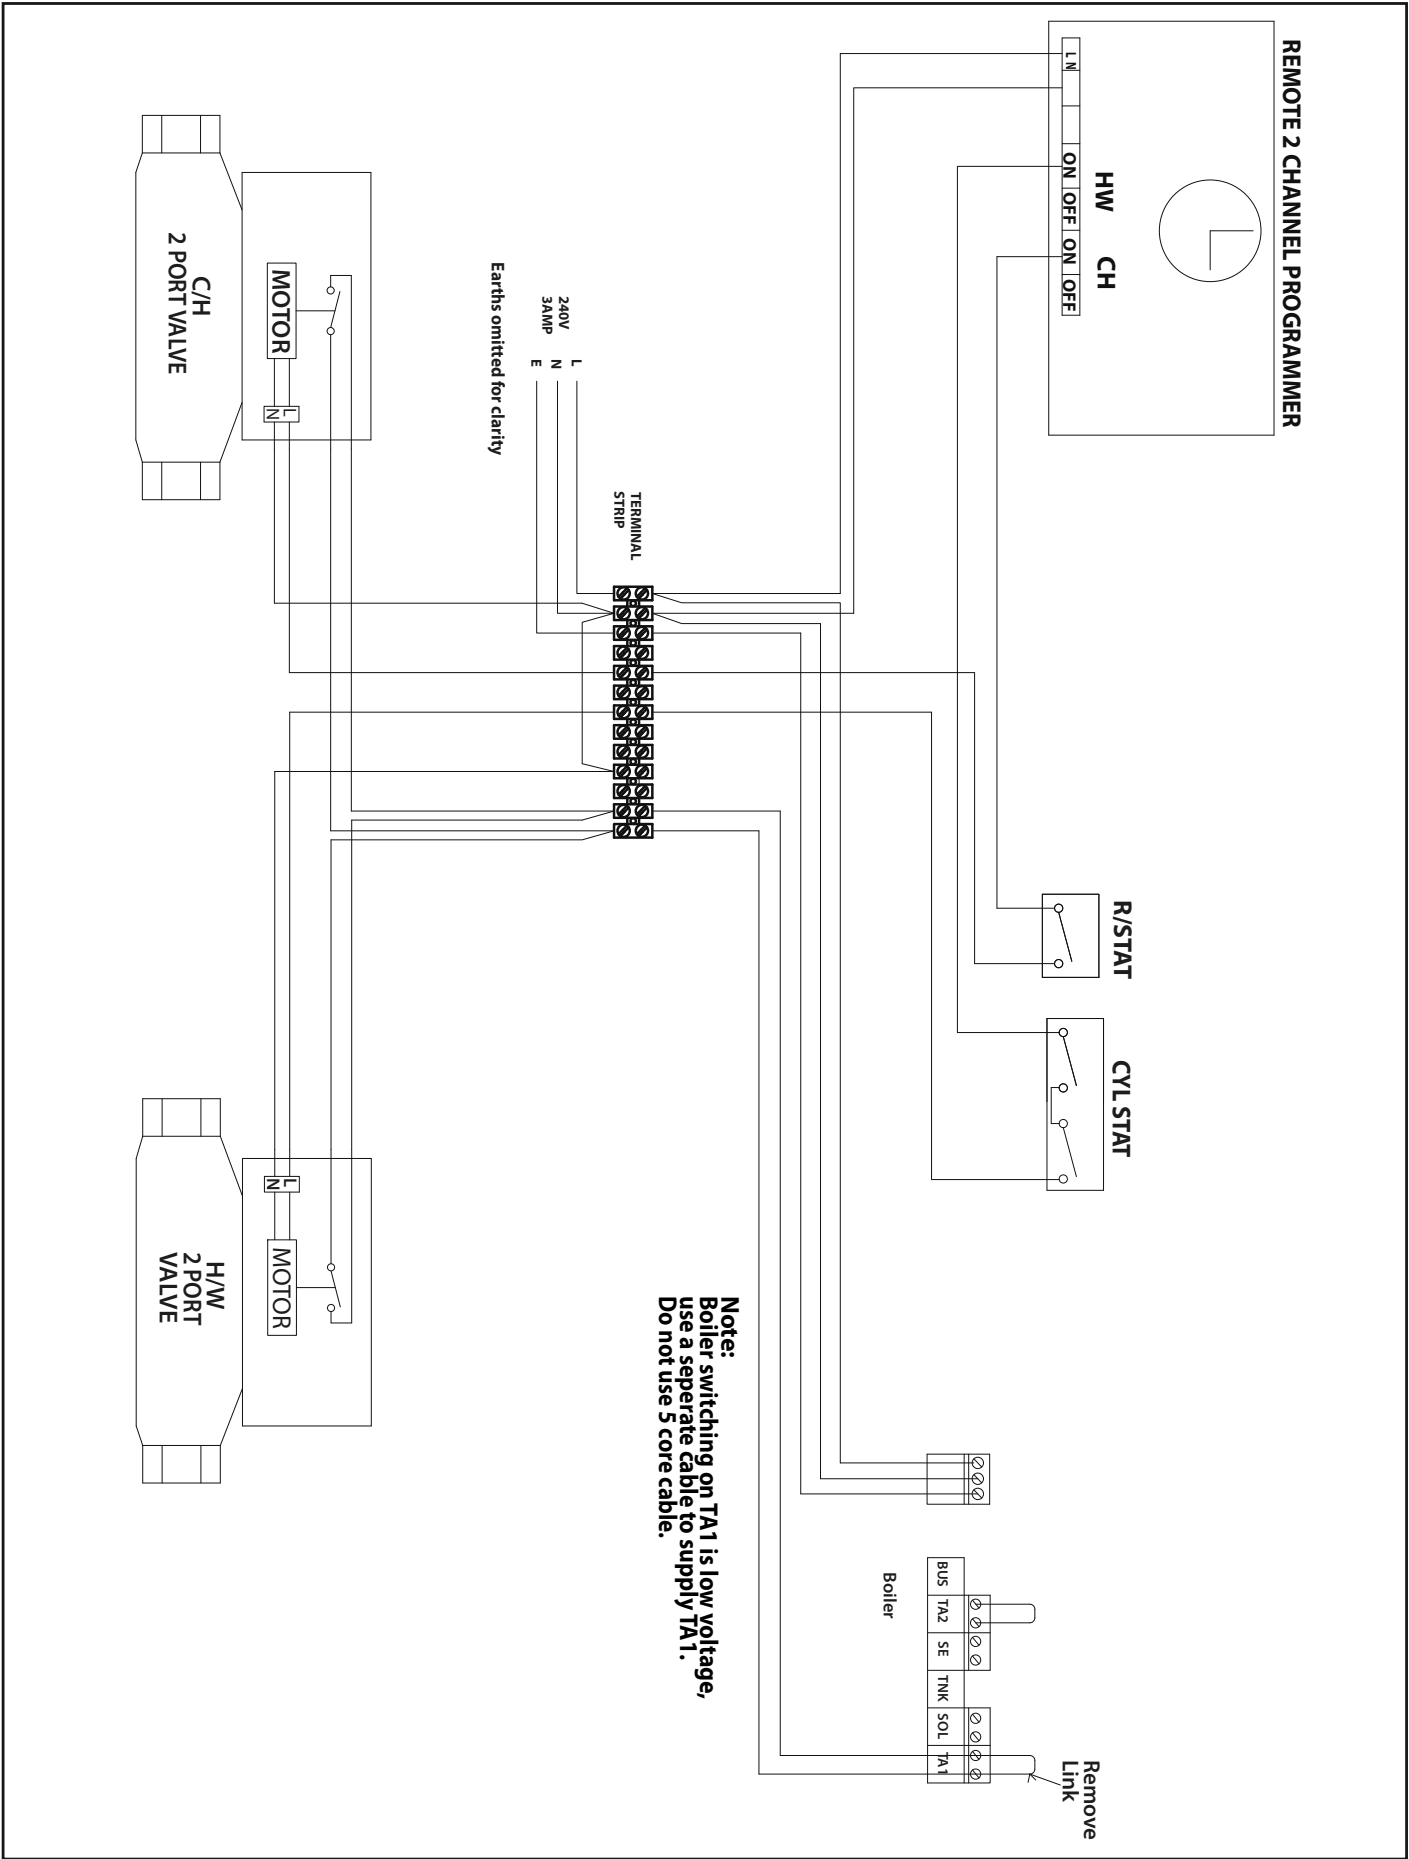 REMOTE 2 CHANNEL PROGRAMMER
HW CH
L N
ON OFF ON OFF
R/STAT
CYL STAT
Remove
Link
BUS TA2 SE TNK SOL TA1
Boiler
Note:
Boiler switching on TA1 is low voltage,
use a seperate cable to supply TA1.
Do not use 5 core cable.
TERMINAL
STRIP
240V
3AMP
L
N
E
Earths omitted for clarity
MOTOR
L
N
C/H
2 PORT VALVE
L
N
MOTOR
H/W
2 PORT
VALVE